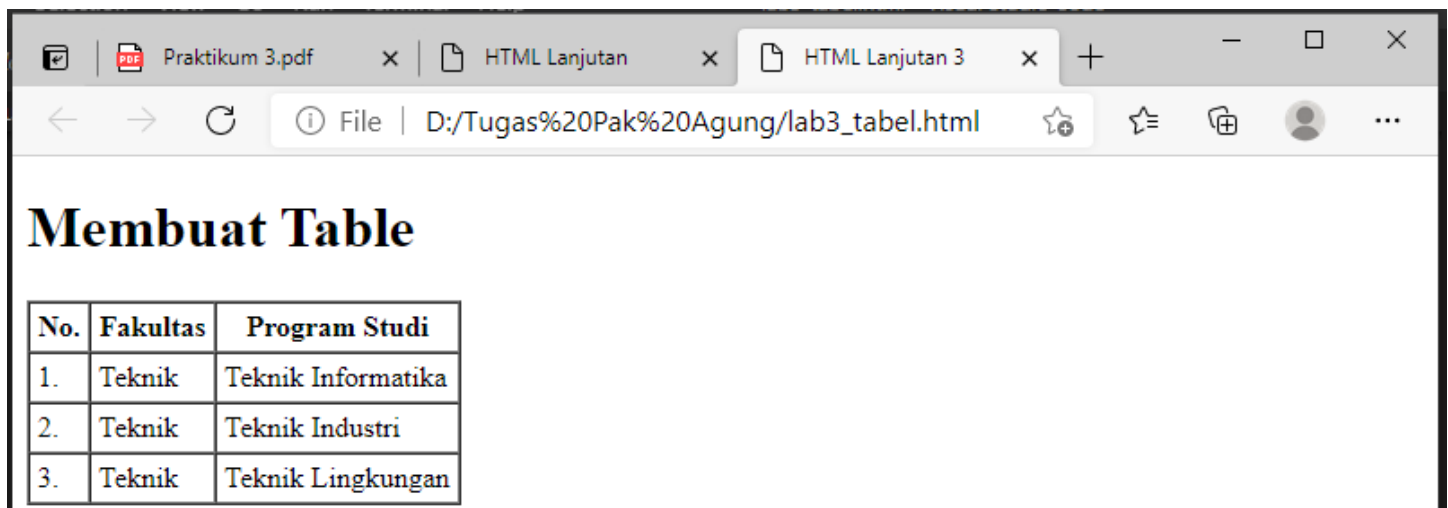 Praktikum 3.pdf
HTML Lanjutan
HTML Lanjutan 3
File | D:/Tugas%20Pak%20Agung/lab3_tabel.html
Membuat Table
No. Fakultas Program Studi
1. Teknik Teknik Informatika
2. Teknik Teknik Industri
3. Teknik Teknik Lingkungan